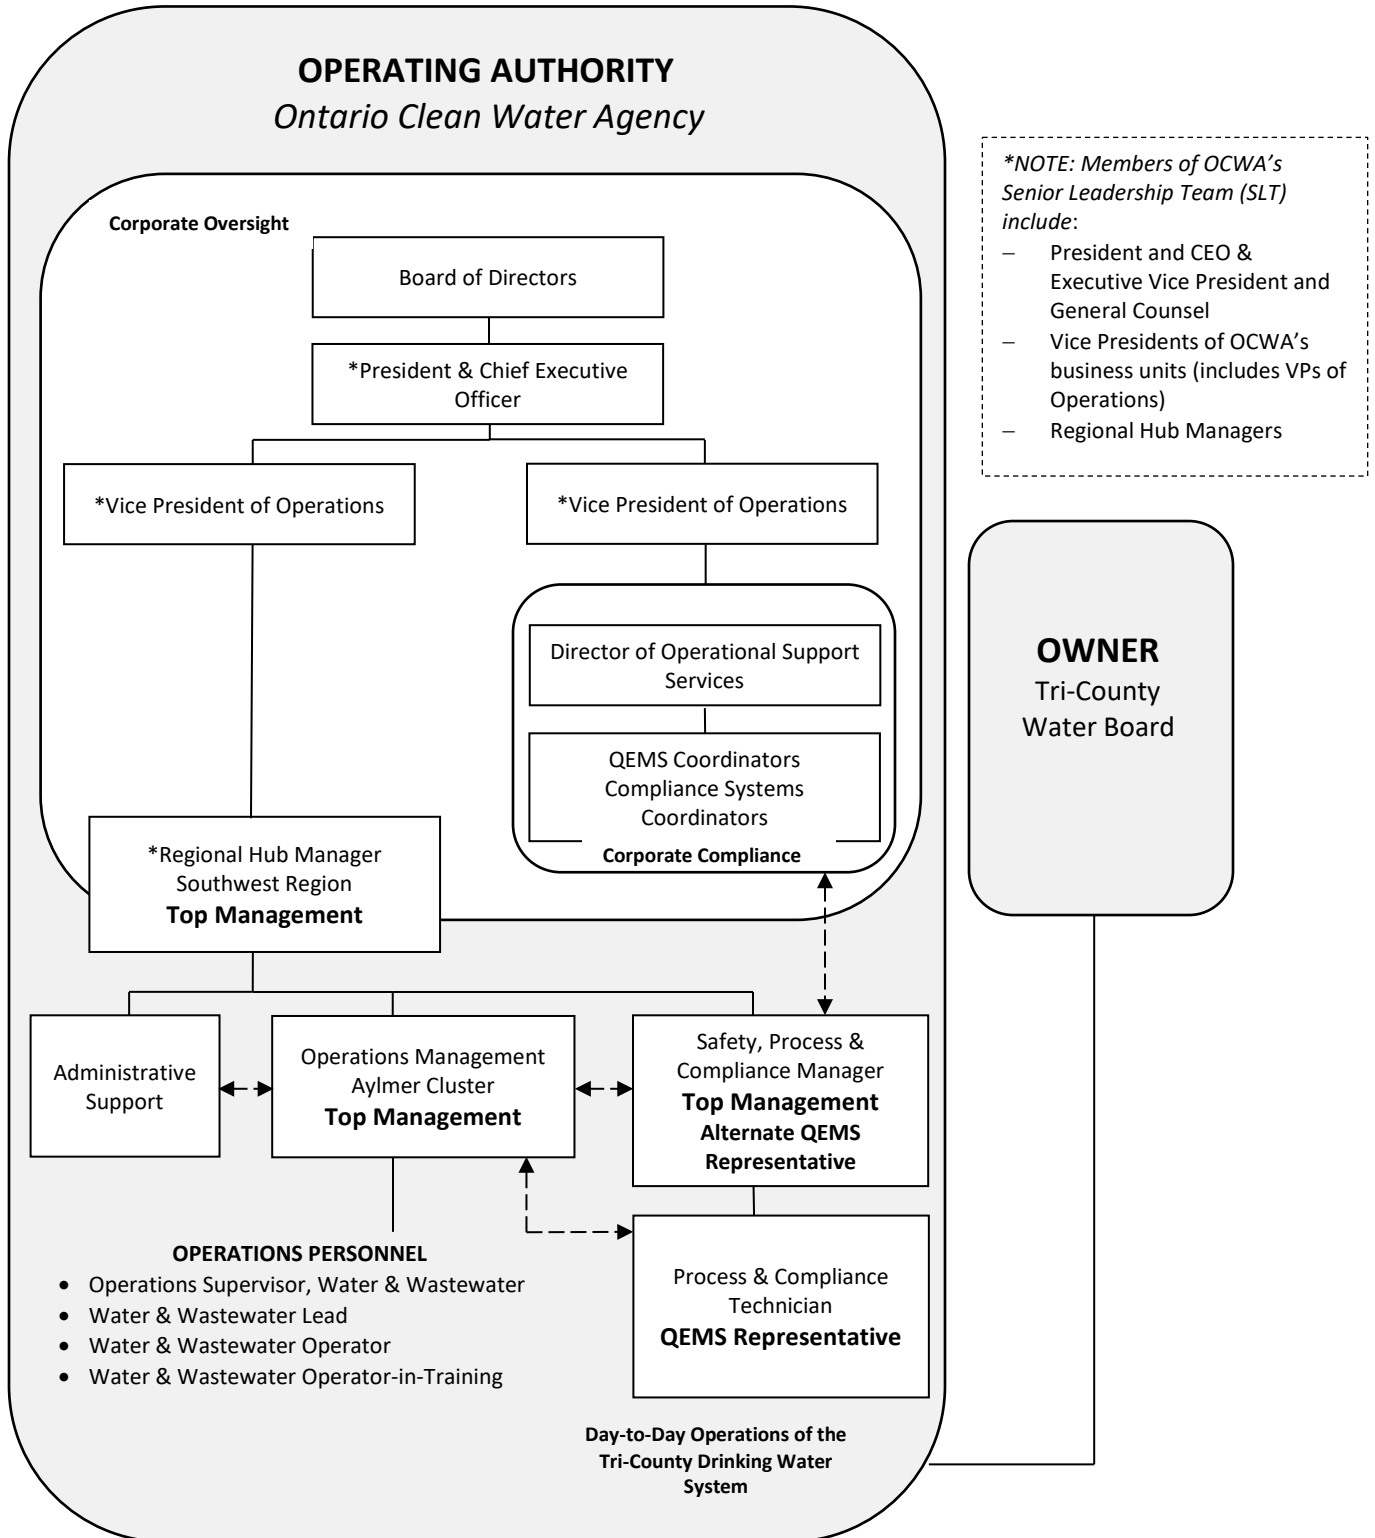 OPERATING AUTHORITY
Ontario Clean Water Agency
*NOTE: Members of OCWA's
Senior Leadership Team (SLT)
include:
– President and CEO &
Executive Vice President and
General Counsel
– Vice Presidents of OCWA's
business units (includes VPs of
Operations)
– Regional Hub Managers
Corporate Oversight
Board of Directors
*President & Chief Executive
Officer
*Vice President of Operations
*Vice President of Operations
Director of Operational Support
Services
QEMS Coordinators
Compliance Systems
Coordinators
Corporate Compliance
OWNER
Tri-County
Water Board
*Regional Hub Manager
Southwest Region
Top Management
Administrative
Support
Operations Management
Aylmer Cluster
Top Management
Safety, Process &
Compliance Manager
Top Management
Alternate QEMS
Representative
OPERATIONS PERSONNEL
• Operations Supervisor, Water & Wastewater
• Water & Wastewater Lead
• Water & Wastewater Operator
• Water & Wastewater Operator-in-Training
Process & Compliance
Technician
QEMS Representative
Day-to-Day Operations of the
Tri-County Drinking Water
System